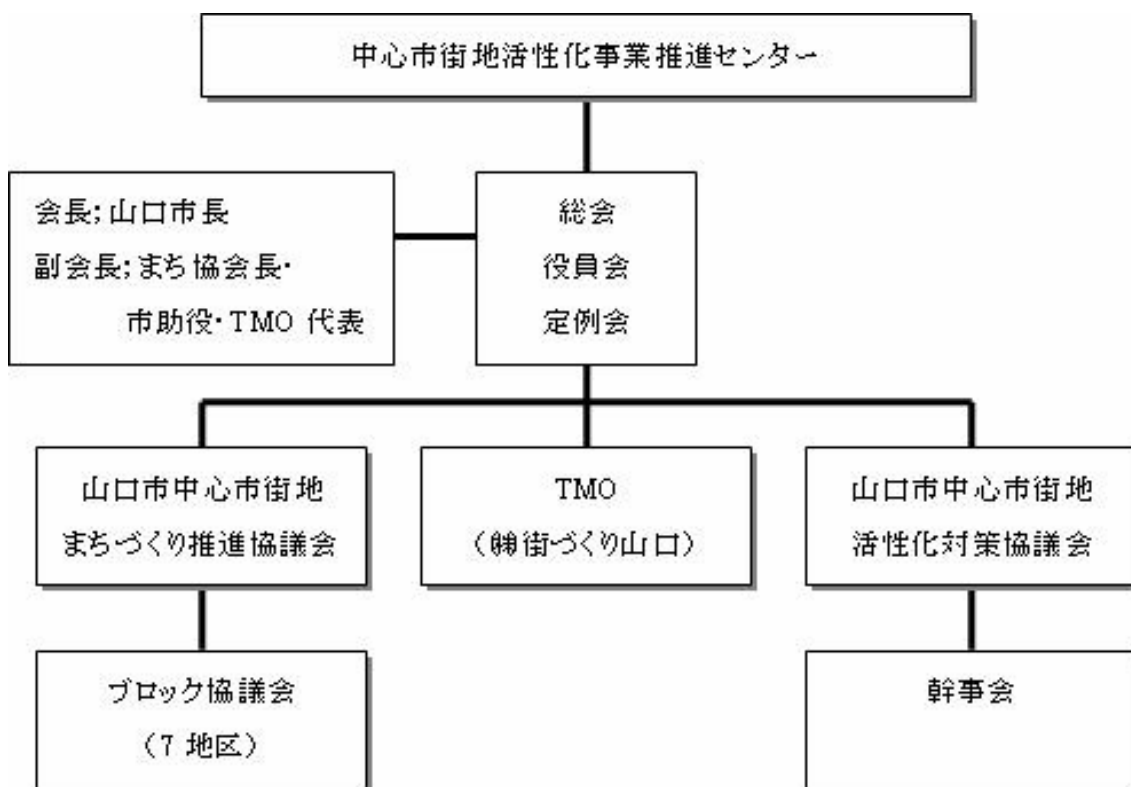 中心市街地活性化事業推進センター
会長;山口市長
副会長;まち協会長・
市助役・TMO 代表
総会
役員会
定例会
山口市中心市街地
まちづくり推進協議会
TMO
(㈱街づくり山口)
山口市中心市街地
活性化対策協議会
ブロック協議会
(7 地区)
幹事会